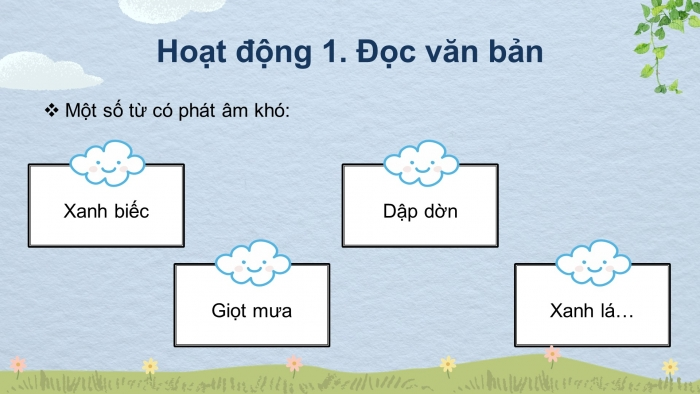 Hoạt động 1. Đọc văn bản
❖ Một số từ có phát âm khó:
Xanh biếc
Dập dờn
Giọt mưa
Xanh lá…